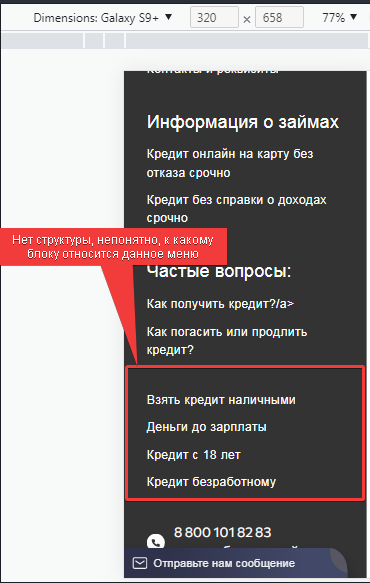 Dimensions: Galaxy S9+ ▼ 320 × 658 77% ▼
Контакты и реквизиты
Информация о займах
Кредит онлайн на карту без
отказа срочно
Кредит без справки о доходах
срочно
Нет структуры, непонятно, к какому
блоку относится данное меню
Частые вопросы:
Как получить кредит?/a>
Как погасить или продлить
кредит?
Взять кредит наличными
Деньги до зарплаты
Кредит с 18 лет
Кредит безработному
8 800 101 82 83
Отправьте нам сообщение